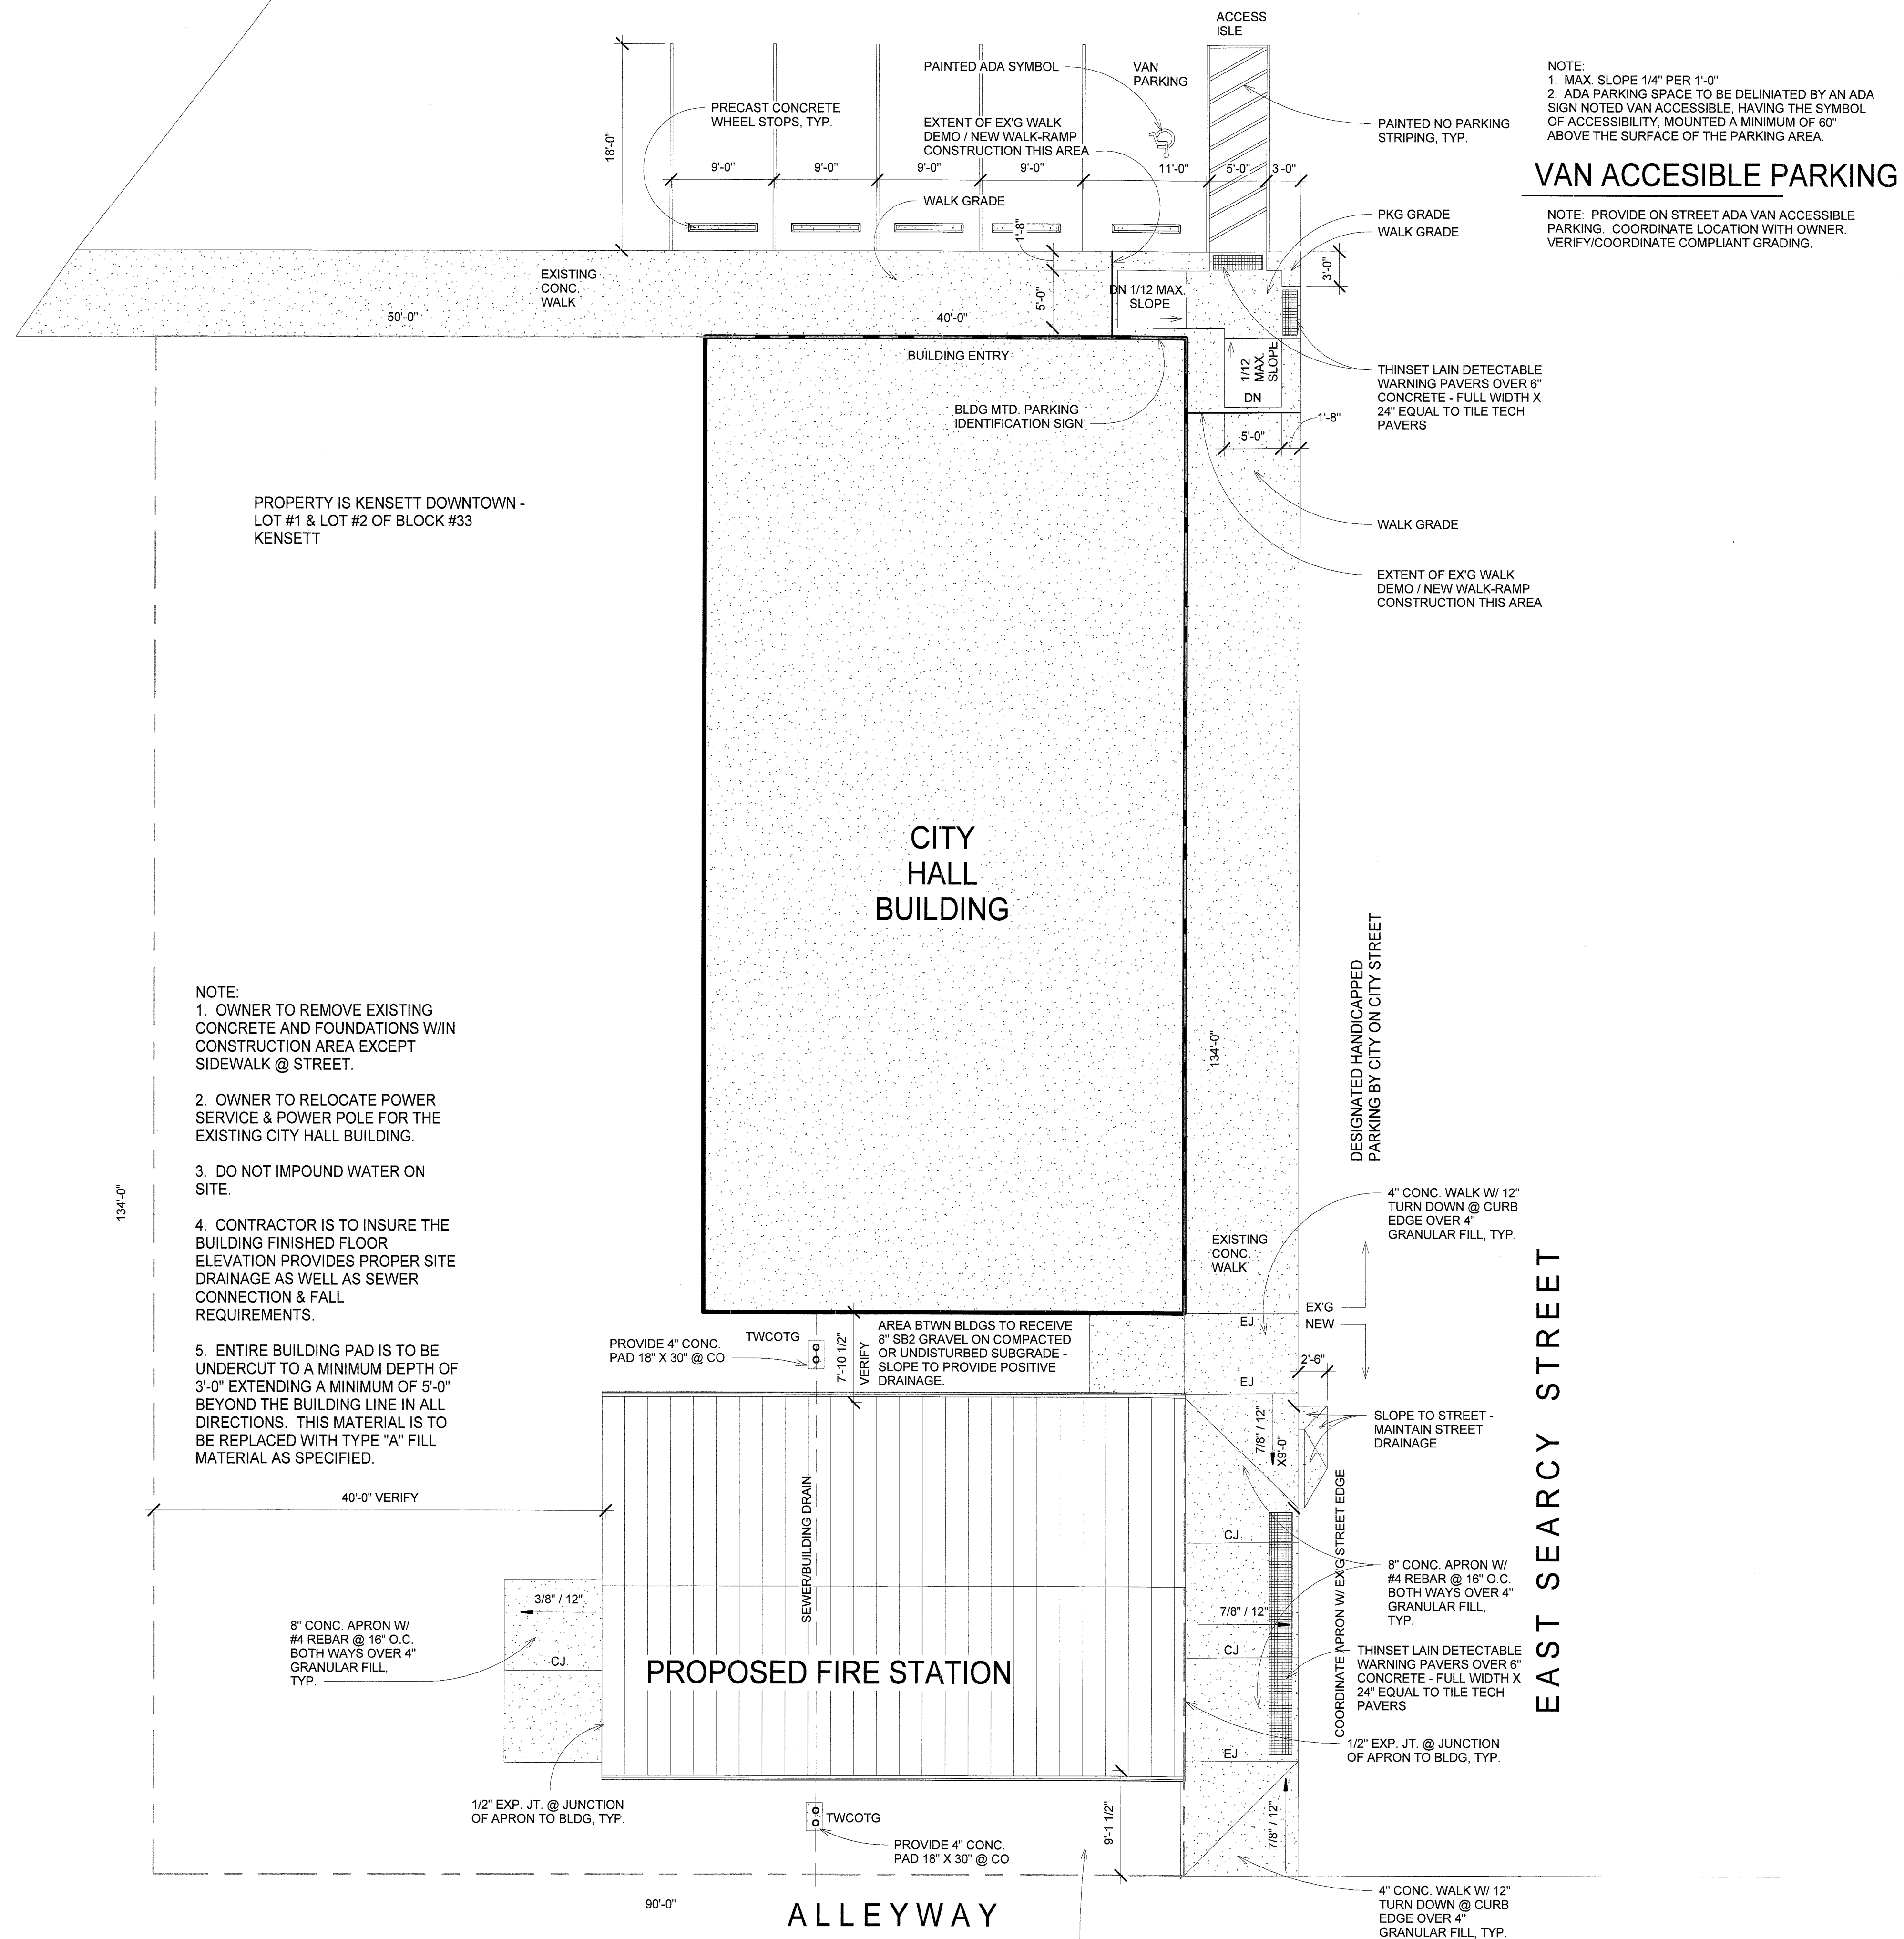 ACCESS
ISLE
PAINTED ADA SYMBOL
VAN
PARKING
NOTE:
1. MAX. SLOPE 1/4" PER 1'-0"
2. ADA PARKING SPACE TO BE DELINIATED BY AN ADA
SIGN NOTED VAN ACCESSIBLE, HAVING THE SYMBOL
OF ACCESSIBILITY, MOUNTED A MINIMUM OF 60"
ABOVE THE SURFACE OF THE PARKING AREA.
PRECAST CONCRETE
WHEEL STOPS, TYP.
EXTENT OF EX'G WALK
DEMO / NEW WALK-RAMP
CONSTRUCTION THIS AREA
PAINTED NO PARKING
STRIPING, TYP.
18'-0"
9'-0"
9'-0"
9'-0"
9'-0"
11'-0"
5'-0"
3'-0"
VAN ACCESIBLE PARKING
WALK GRADE
PKG GRADE
WALK GRADE
NOTE: PROVIDE ON STREET ADA VAN ACCESSIBLE
PARKING. COORDINATE LOCATION WITH OWNER.
VERIFY/COORDINATE COMPLIANT GRADING.
1'-8"
EXISTING
CONC.
WALK
3'-0"
5'-0"
DN 1/12 MAX.
SLOPE
50'-0"
40'-0"
BUILDING ENTRY
1/12
MAX.
SLOPE
DN
THINSET LAIN DETECTABLE
WARNING PAVERS OVER 6"
CONCRETE - FULL WIDTH X
24" EQUAL TO TILE TECH
PAVERS
BLDG MTD. PARKING
IDENTIFICATION SIGN
1'-8"
5'-0"
PROPERTY IS KENSETT DOWNTOWN -
LOT #1 & LOT #2 OF BLOCK #33
KENSETT
WALK GRADE
EXTENT OF EX'G WALK
DEMO / NEW WALK-RAMP
CONSTRUCTION THIS AREA
CITY
HALL
BUILDING
DESIGNATED HANDICAPPED
PARKING BY CITY ON CITY STREET
134'-0"
NOTE:
1. OWNER TO REMOVE EXISTING
CONCRETE AND FOUNDATIONS W/IN
CONSTRUCTION AREA EXCEPT
SIDEWALK @ STREET.
2. OWNER TO RELOCATE POWER
SERVICE & POWER POLE FOR THE
EXISTING CITY HALL BUILDING.
3. DO NOT IMPOUND WATER ON
SITE.
4. CONTRACTOR IS TO INSURE THE
BUILDING FINISHED FLOOR
ELEVATION PROVIDES PROPER SITE
DRAINAGE AS WELL AS SEWER
CONNECTION & FALL
REQUIREMENTS.
5. ENTIRE BUILDING PAD IS TO BE
UNDERCUT TO A MINIMUM DEPTH OF
3'-0" EXTENDING A MINIMUM OF 5'-0"
BEYOND THE BUILDING LINE IN ALL
DIRECTIONS. THIS MATERIAL IS TO
BE REPLACED WITH TYPE "A" FILL
MATERIAL AS SPECIFIED.
134'-0"
4" CONC. WALK W/ 12"
TURN DOWN @ CURB
EDGE OVER 4"
GRANULAR FILL, TYP.
EXISTING
CONC.
WALK
EX'G
NEW
EJ
EAST SEARCY STREET
PROVIDE 4" CONC.
PAD 18" X 30" @ CO
TWCOTG
7'-10 1/2"
VERIFY
AREA BTWN BLDGS TO RECEIVE
8" SB2 GRAVEL ON COMPACTED
OR UNDISTURBED SUBGRADE -
SLOPE TO PROVIDE POSITIVE
DRAINAGE.
2'-6"
EJ
SLOPE TO STREET -
MAINTAIN STREET
DRAINAGE
7/8" / 12"
X9'-0"
40'-0" VERIFY
SEWER/BUILDING DRAIN
COORDINATE APRON W/ EX'G STREET EDGE
CJ
8" CONC. APRON W/
#4 REBAR @ 16" O.C.
BOTH WAYS OVER 4"
GRANULAR FILL,
TYP.
3/8" / 12"
7/8" / 12"
8" CONC. APRON W/
#4 REBAR @ 16" O.C.
BOTH WAYS OVER 4"
GRANULAR FILL,
TYP.
CJ
CJ
PROPOSED FIRE STATION
THINSET LAIN DETECTABLE
WARNING PAVERS OVER 6"
CONCRETE - FULL WIDTH X
24" EQUAL TO TILE TECH
PAVERS
EJ
1/2" EXP. JT. @ JUNCTION
OF APRON TO BLDG, TYP.
1/2" EXP. JT. @ JUNCTION
OF APRON TO BLDG, TYP.
TWCOTG
9'-1 1/2"
7/8" / 12"
PROVIDE 4" CONC.
PAD 18" X 30" @ CO
90'-0"
ALLEYWAY
4" CONC. WALK W/ 12"
TURN DOWN @ CURB
EDGE OVER 4"
GRANULAR FILL, TYP.